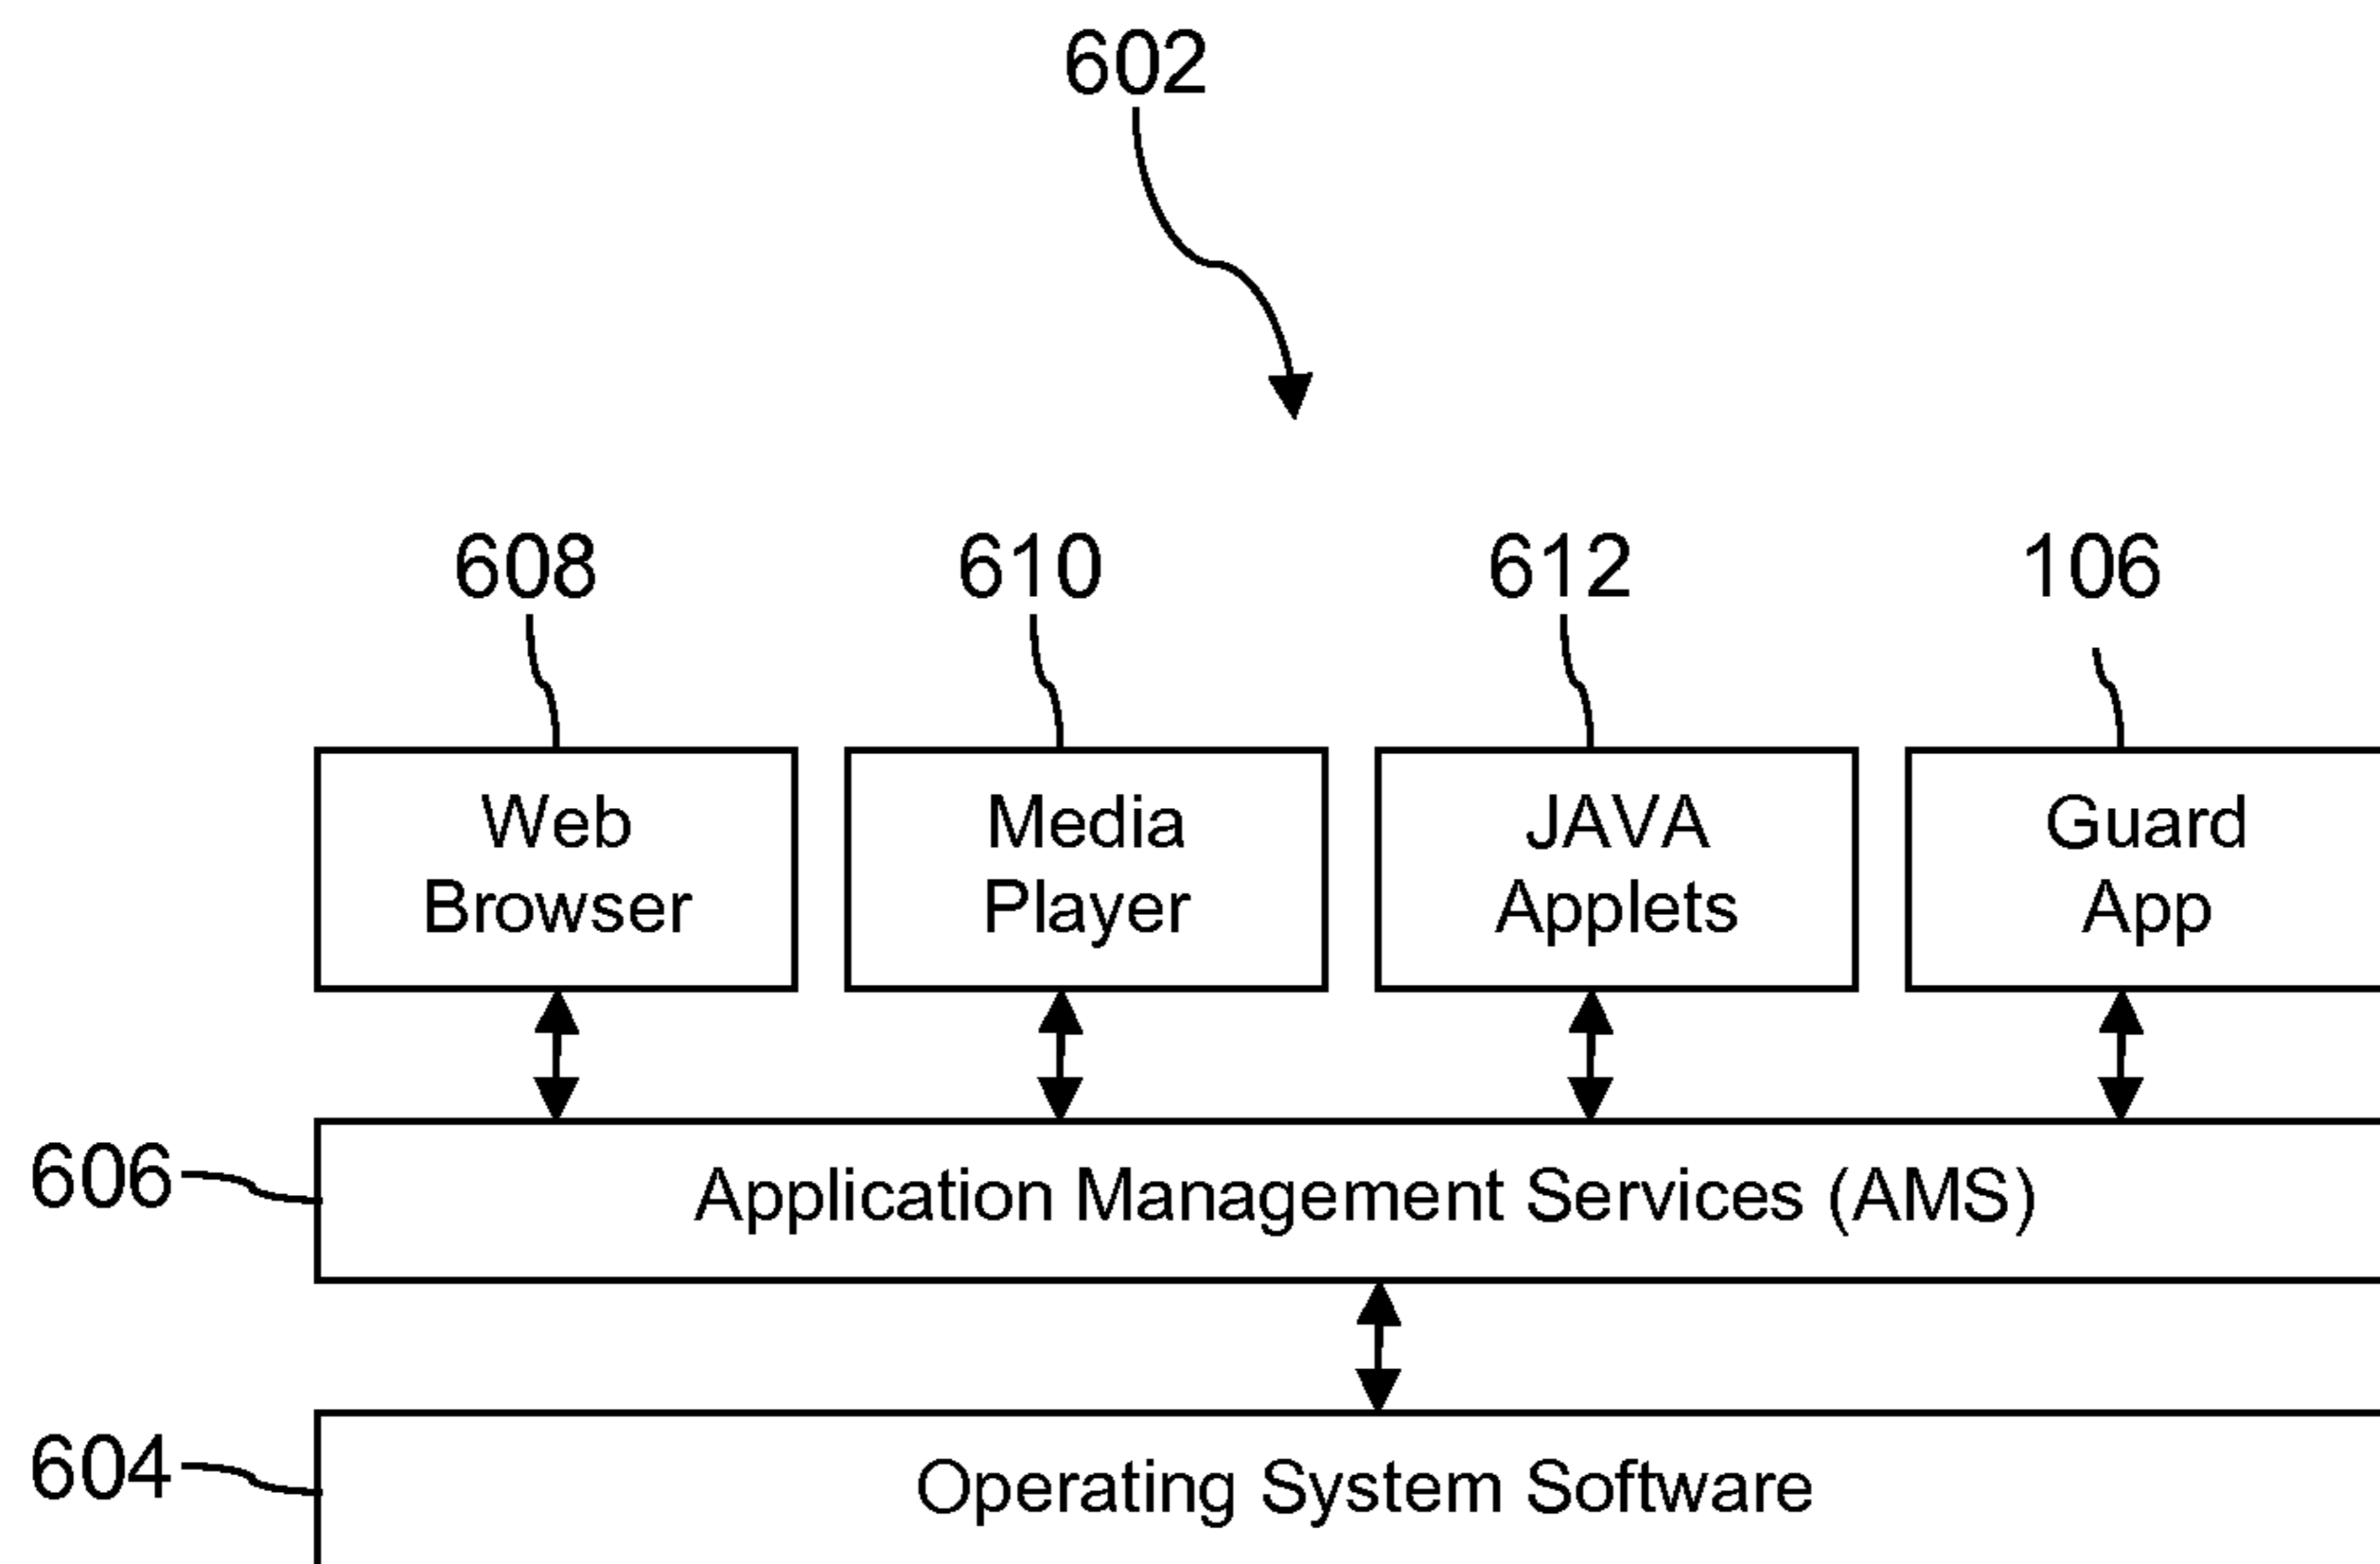 602
608
610
612
106
Web
Browser
Media
Player
JAVA
Applets
Guard
App
606
Application Management Services (AMS)
604
Operating System Software